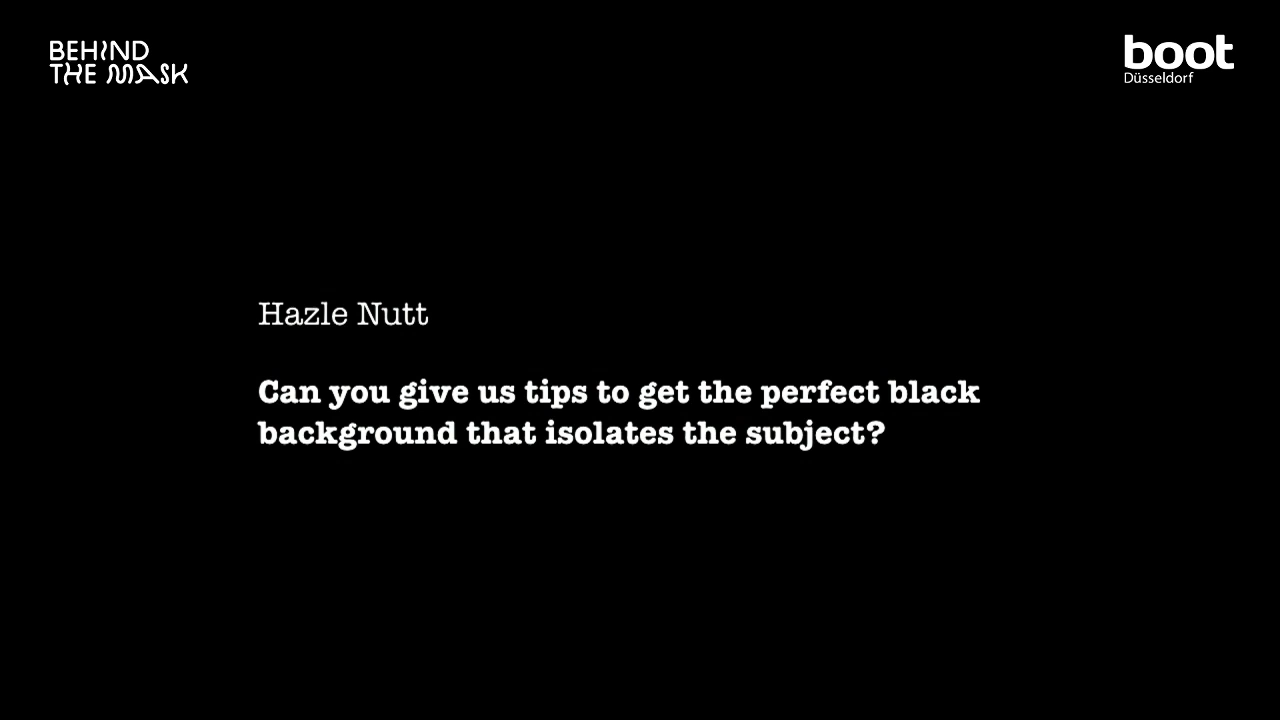 BEHIND
THE MASK
boot
Düsseldorf
Hazle Nutt
Can you give us tips to get the perfect black
background that isolates the subject?